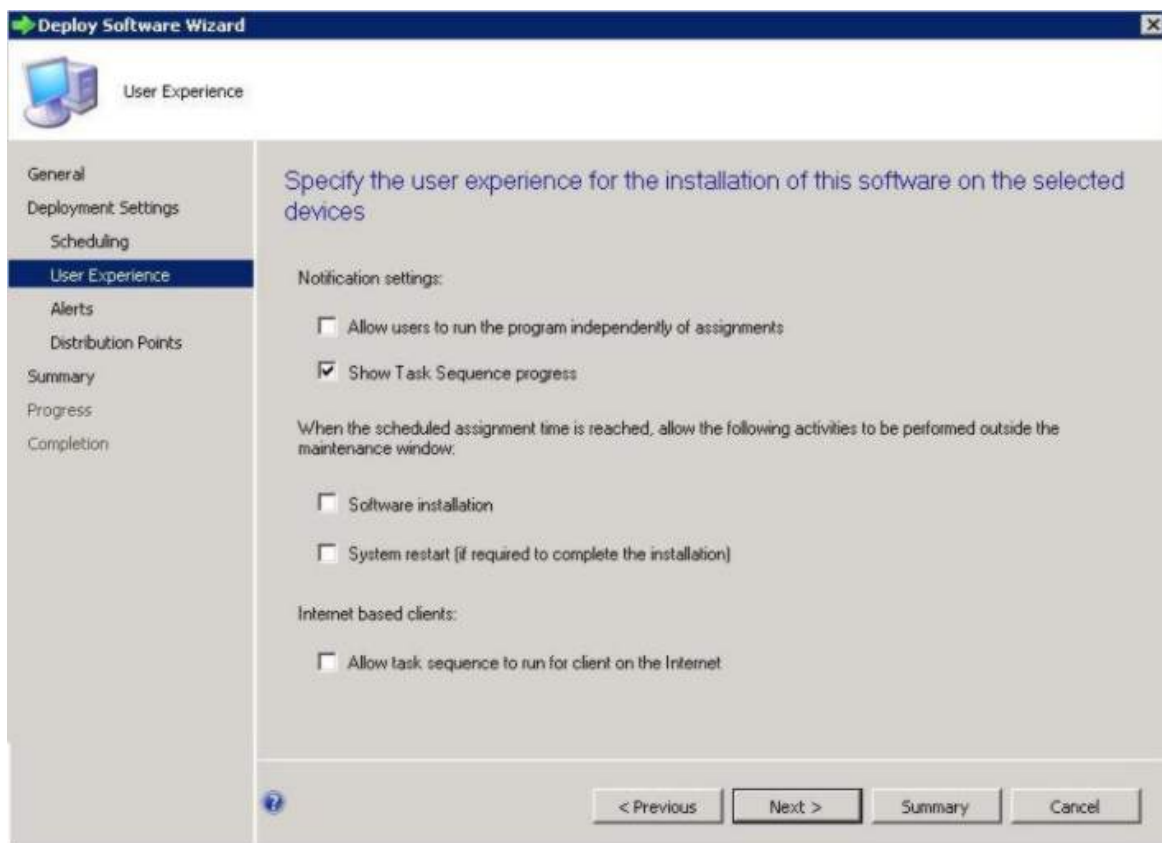 Deploy Software Wizard
User Experience
General
Deployment Settings
Scheduling
User Experience
Alerts
Distribution Points
Summary
Progress
Completion
Specify the user experience for the installation of this software on the selected
devices
Notification settings:
Allow users to run the program independently of assignments
Show Task Sequence progress
When the scheduled assignment time is reached, allow the following activities to be performed outside the
maintenance window:
Software installation
System restart (if required to complete the installation)
Internet based clients:
Allow task sequence to run for client on the Internet
< Previous
Next >
Summary
Cancel